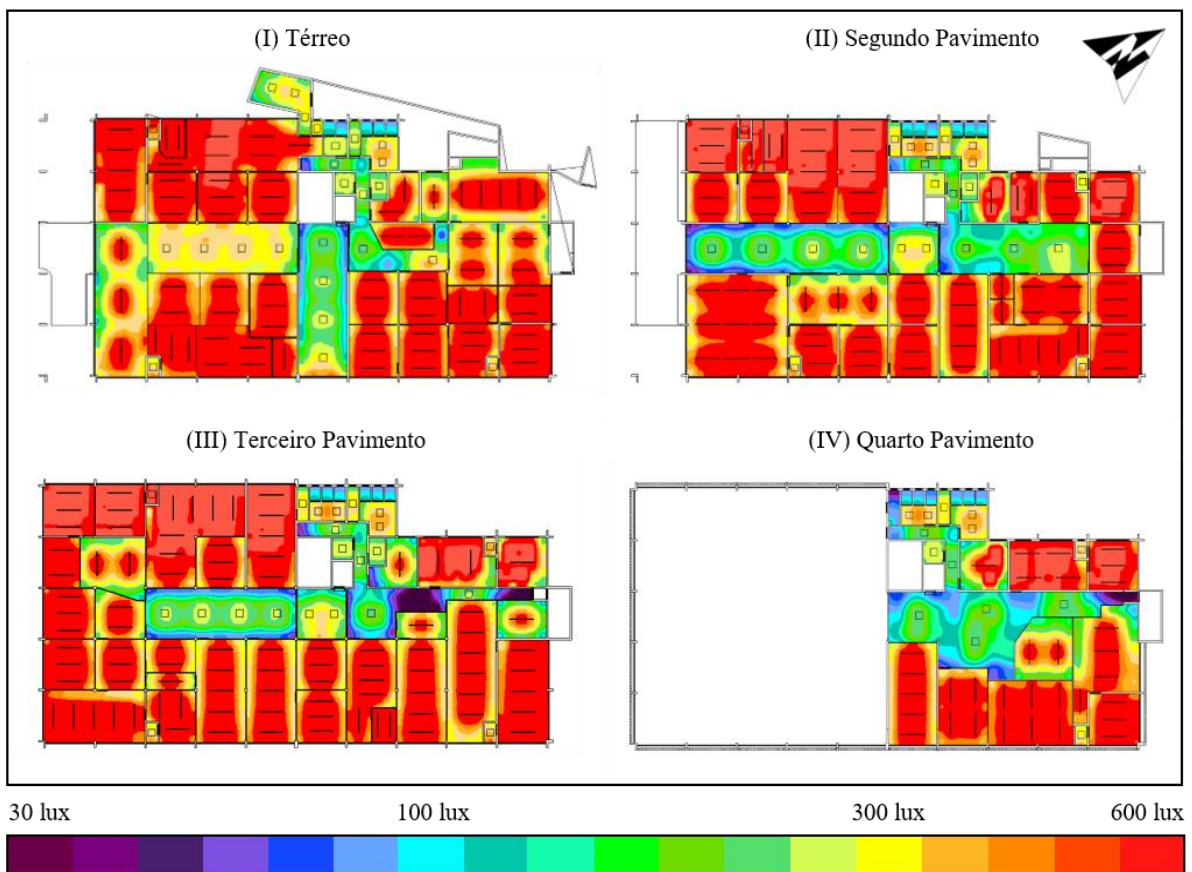 (I) Térreo
(II) Segundo Pavimento
N
(III) Terceiro Pavimento
(IV) Quarto Pavimento
30 lux
100 lux
300 lux
600 lux